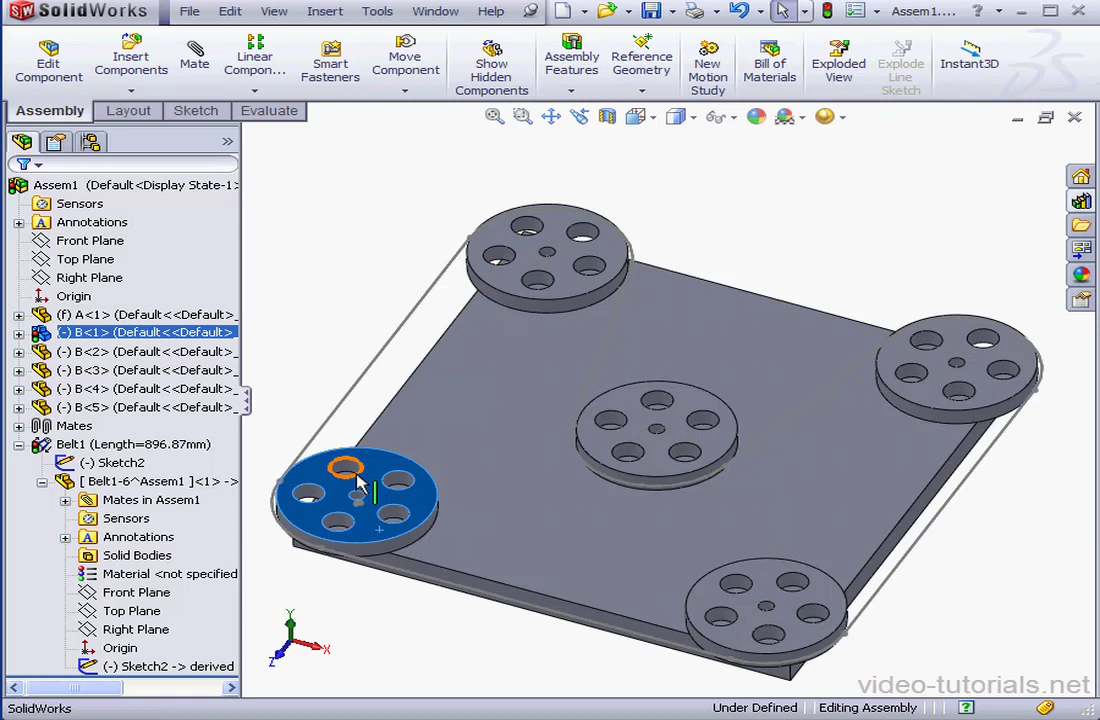 SolidWorks
File Edit View Insert Tools Window Help
Assem1....
Edit Component
Insert Components
Mate
Linear Compon...
Smart Fasteners
Move Component
Show Hidden Components
Assembly Features
Reference Geometry
New Motion Study
Bill of Materials
Exploded View
Explode Line Sketch
Instant3D
Assembly Layout Sketch Evaluate
Assem1 (Default<Display State-1>
Sensors
Annotations
Front Plane
Top Plane
Right Plane
Origin
(f) A<1> (Default<<Default>_
(-) B<1> (Default<<Default>_
(-) B<2> (Default<<Default>_
(-) B<3> (Default<<Default>_
(-) B<4> (Default<<Default>_
(-) B<5> (Default<<Default>_
Mates
Belt1 (Length=896.87mm)
(-) Sketch2
[ Belt1-6^Assem1 ]<1> ->
Mates in Assem1
Sensors
Annotations
Solid Bodies
Material <not specified
Front Plane
Top Plane
Right Plane
Origin
(-) Sketch2 -> derived
Y
X
Z
video-tutorials.net
SolidWorks Under Defined Editing Assembly